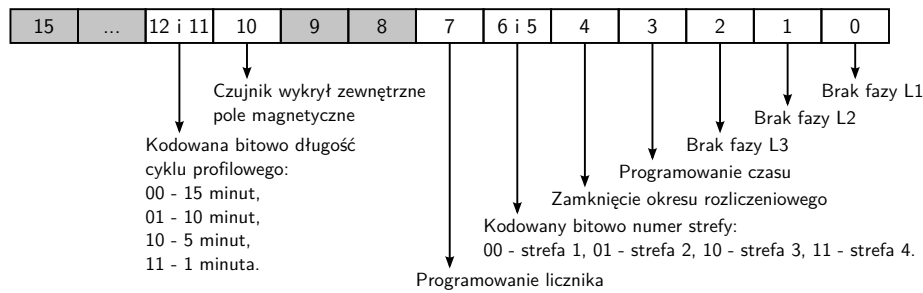 15 ... 12 i 11 10 9 8 7 6 i 5 4 3 2 1 0
Czujnik wykrył zewnętrzne
pole magnetyczne
Brak fazy L1
Brak fazy L2
Kodowana bitowo długość
cyklu profilowego:
00 - 15 minut,
01 - 10 minut,
10 - 5 minut,
11 - 1 minuta.
Brak fazy L3
Programowanie czasu
Zamknięcie okresu rozliczeniowego
Kodowany bitowo numer strefy:
00 - strefa 1, 01 - strefa 2, 10 - strefa 3, 11 - strefa 4.
Programowanie licznika